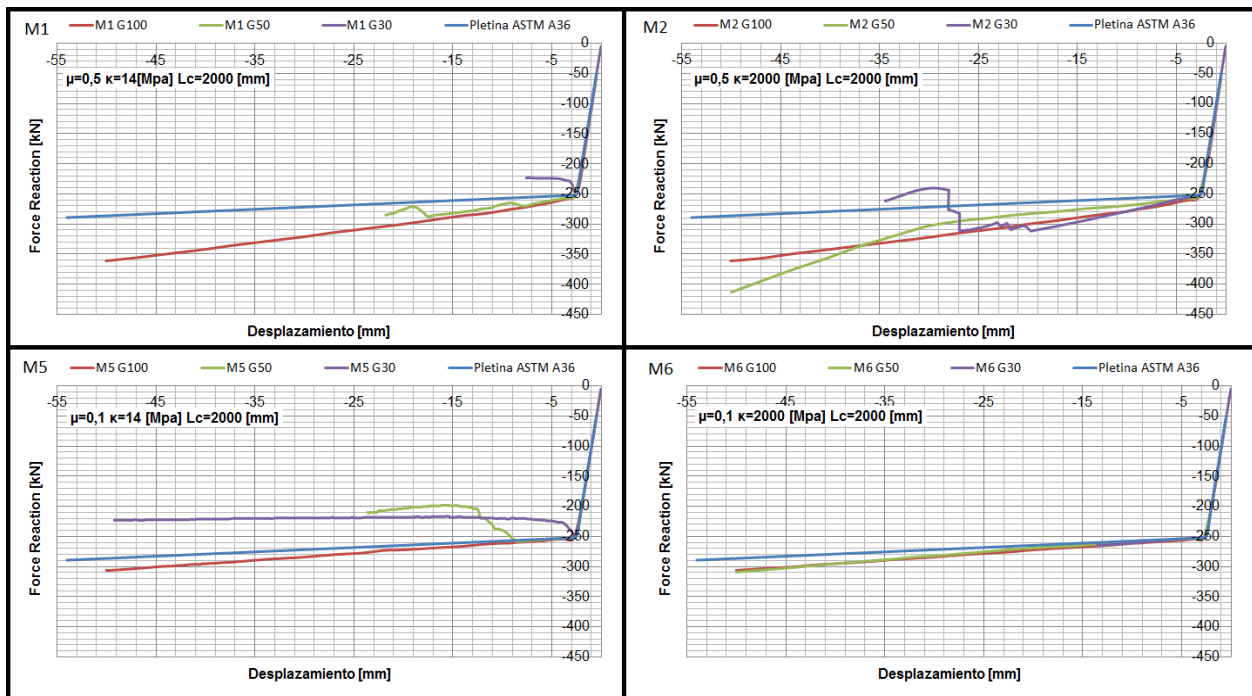 M1
M1 G100 M1 G50 M1 G30 Pletina ASTM A36
-55 -45 -35 -25 -15 -5
μ=0,5 κ=14[Mpa] Lc=2000 [mm]
0
-50
-100
-150
-200
-250
-300
-350
-400
-450
Force Reaction [kN]
Desplazamiento [mm]
M2
M2 G100 M2 G50 M2 G30 Pletina ASTM A36
-55 -45 -35 -25 -15 -5
μ=0,5 κ=2000 [Mpa] Lc=2000 [mm]
0
-50
-100
-150
-200
-250
-300
-350
-400
-450
Force Reaction [kN]
Desplazamiento [mm]
M5
M5 G100 M5 G50 M5 G30 Pletina ASTM A36
-55 -45 -35 -25 -15 -5
μ=0,1 κ=14 [Mpa] Lc=2000 [mm]
0
-50
-100
-150
-200
-250
-300
-350
-400
-450
Force Reaction [kN]
Desplazamiento [mm]
M6
M6 G100 M6 G50 M6 G30 Pletina ASTM A36
-55 -45 -35 -25 -15 -5
μ=0,1 κ=2000 [Mpa] Lc=2000 [mm]
0
-50
-100
-150
-200
-250
-300
-350
-400
-450
Force Reaction [kN]
Desplazamiento [mm]